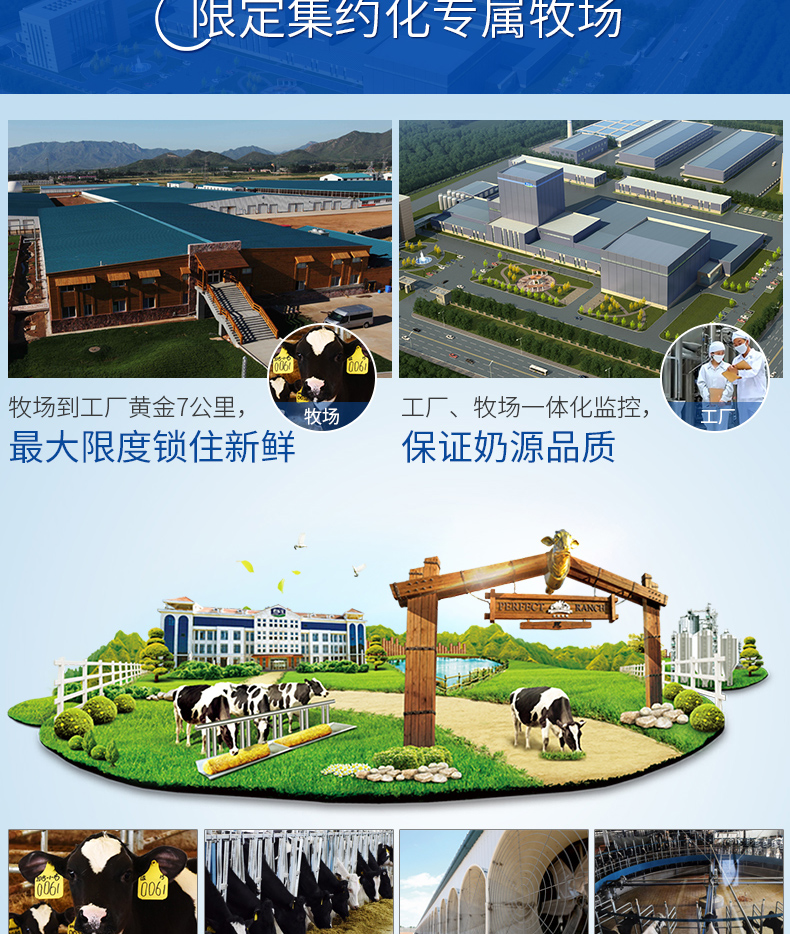 限定集约化专属牧场
0061
0061
牧场
工厂
牧场到工厂黄金7公里，
最大限度锁住新鲜
工厂、牧场一体化监控，
保证奶源品质
PERFECT RANCH
0061
0061